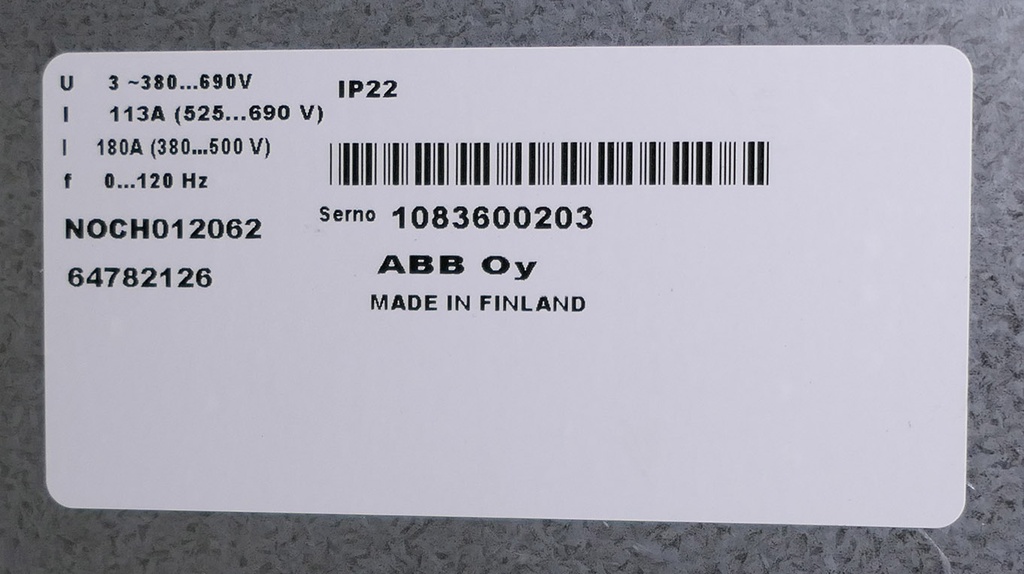 U 3 ~380...690V
I 113A (525...690 V)
I 180A (380...500 V)
f 0...120 Hz
NOCH012062
64782126
IP22
Serno 1083600203
ABB Oy
MADE IN FINLAND